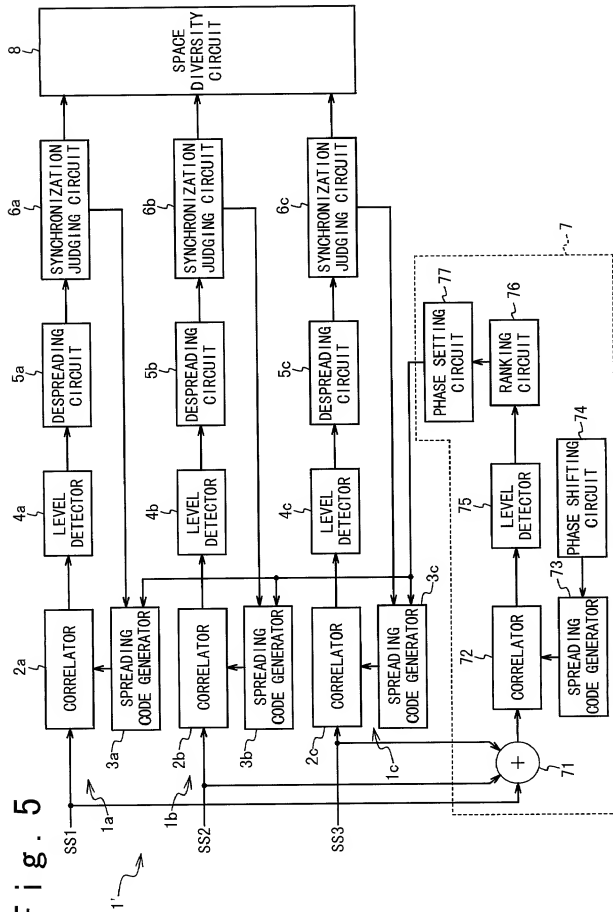 Fig. 5
1'
SS1
1a
2a
CORRELATOR
3a
SPREADING
CODE GENERATOR
4a
LEVEL
DETECTOR
5a
DESPREADING
CIRCUIT
6a
SYNCHRONIZATION
JUDGING CIRCUIT
8
SPACE
DIVERSITY
CIRCUIT
SS2
1b
2b
CORRELATOR
3b
SPREADING
CODE GENERATOR
4b
LEVEL
DETECTOR
5b
DESPREADING
CIRCUIT
6b
SYNCHRONIZATION
JUDGING CIRCUIT
SS3
1c
2c
CORRELATOR
3c
SPREADING
CODE GENERATOR
4c
LEVEL
DETECTOR
5c
DESPREADING
CIRCUIT
6c
SYNCHRONIZATION
JUDGING CIRCUIT
7
77
PHASE SETTING
CIRCUIT
71
+
72
CORRELATOR
75
LEVEL
DETECTOR
76
RANKING
CIRCUIT
73
SPREADING
CODE GENERATOR
74
PHASE SHIFTING
CIRCUIT